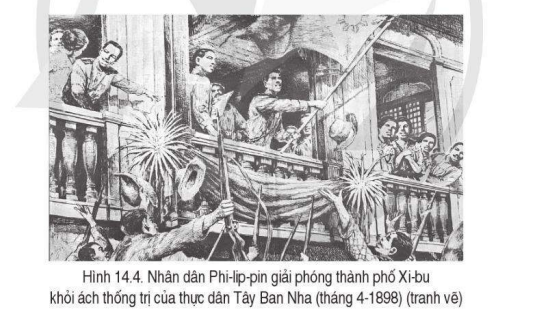 Hình 14.4. Nhân dân Phi-líp-pin giải phóng thành phố Xi-bu
khỏi ách thống trị của thực dân Tây Ban Nha (tháng 4-1898) (tranh vẽ)